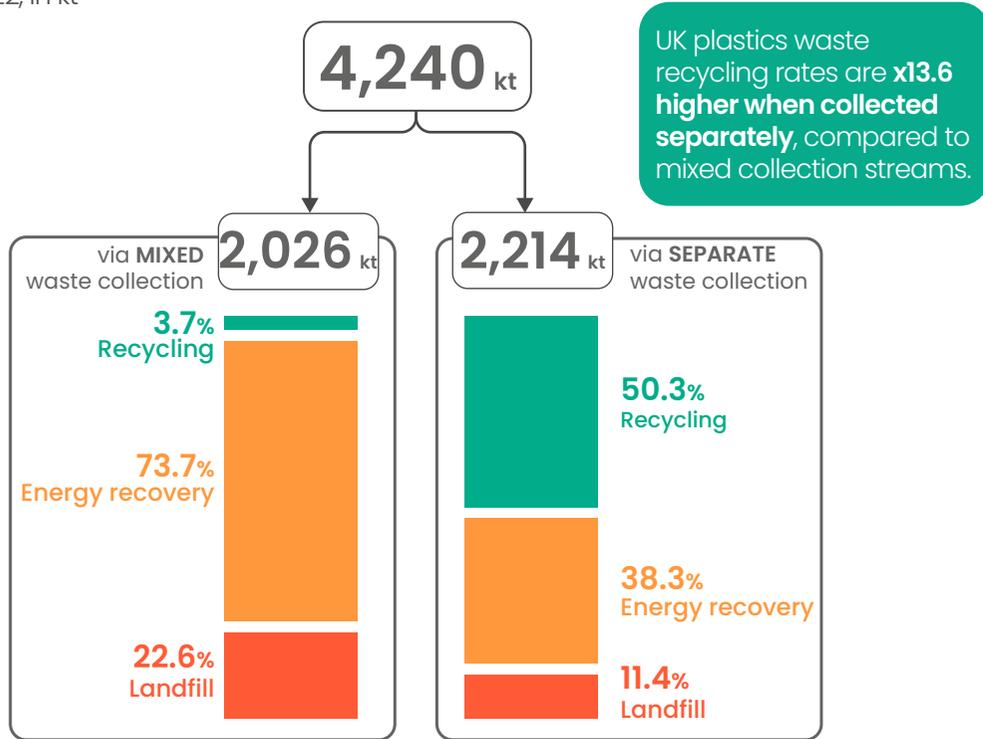 4,240 kt
UK plastics waste
recycling rates are x13.6
higher when collected
separately, compared to
mixed collection streams.
via MIXED
waste collection
2,026 kt
3.7%
Recycling
73.7%
Energy recovery
22.6%
Landfill
2,214 kt
via SEPARATE
waste collection
50.3%
Recycling
38.3%
Energy recovery
11.4%
Landfill